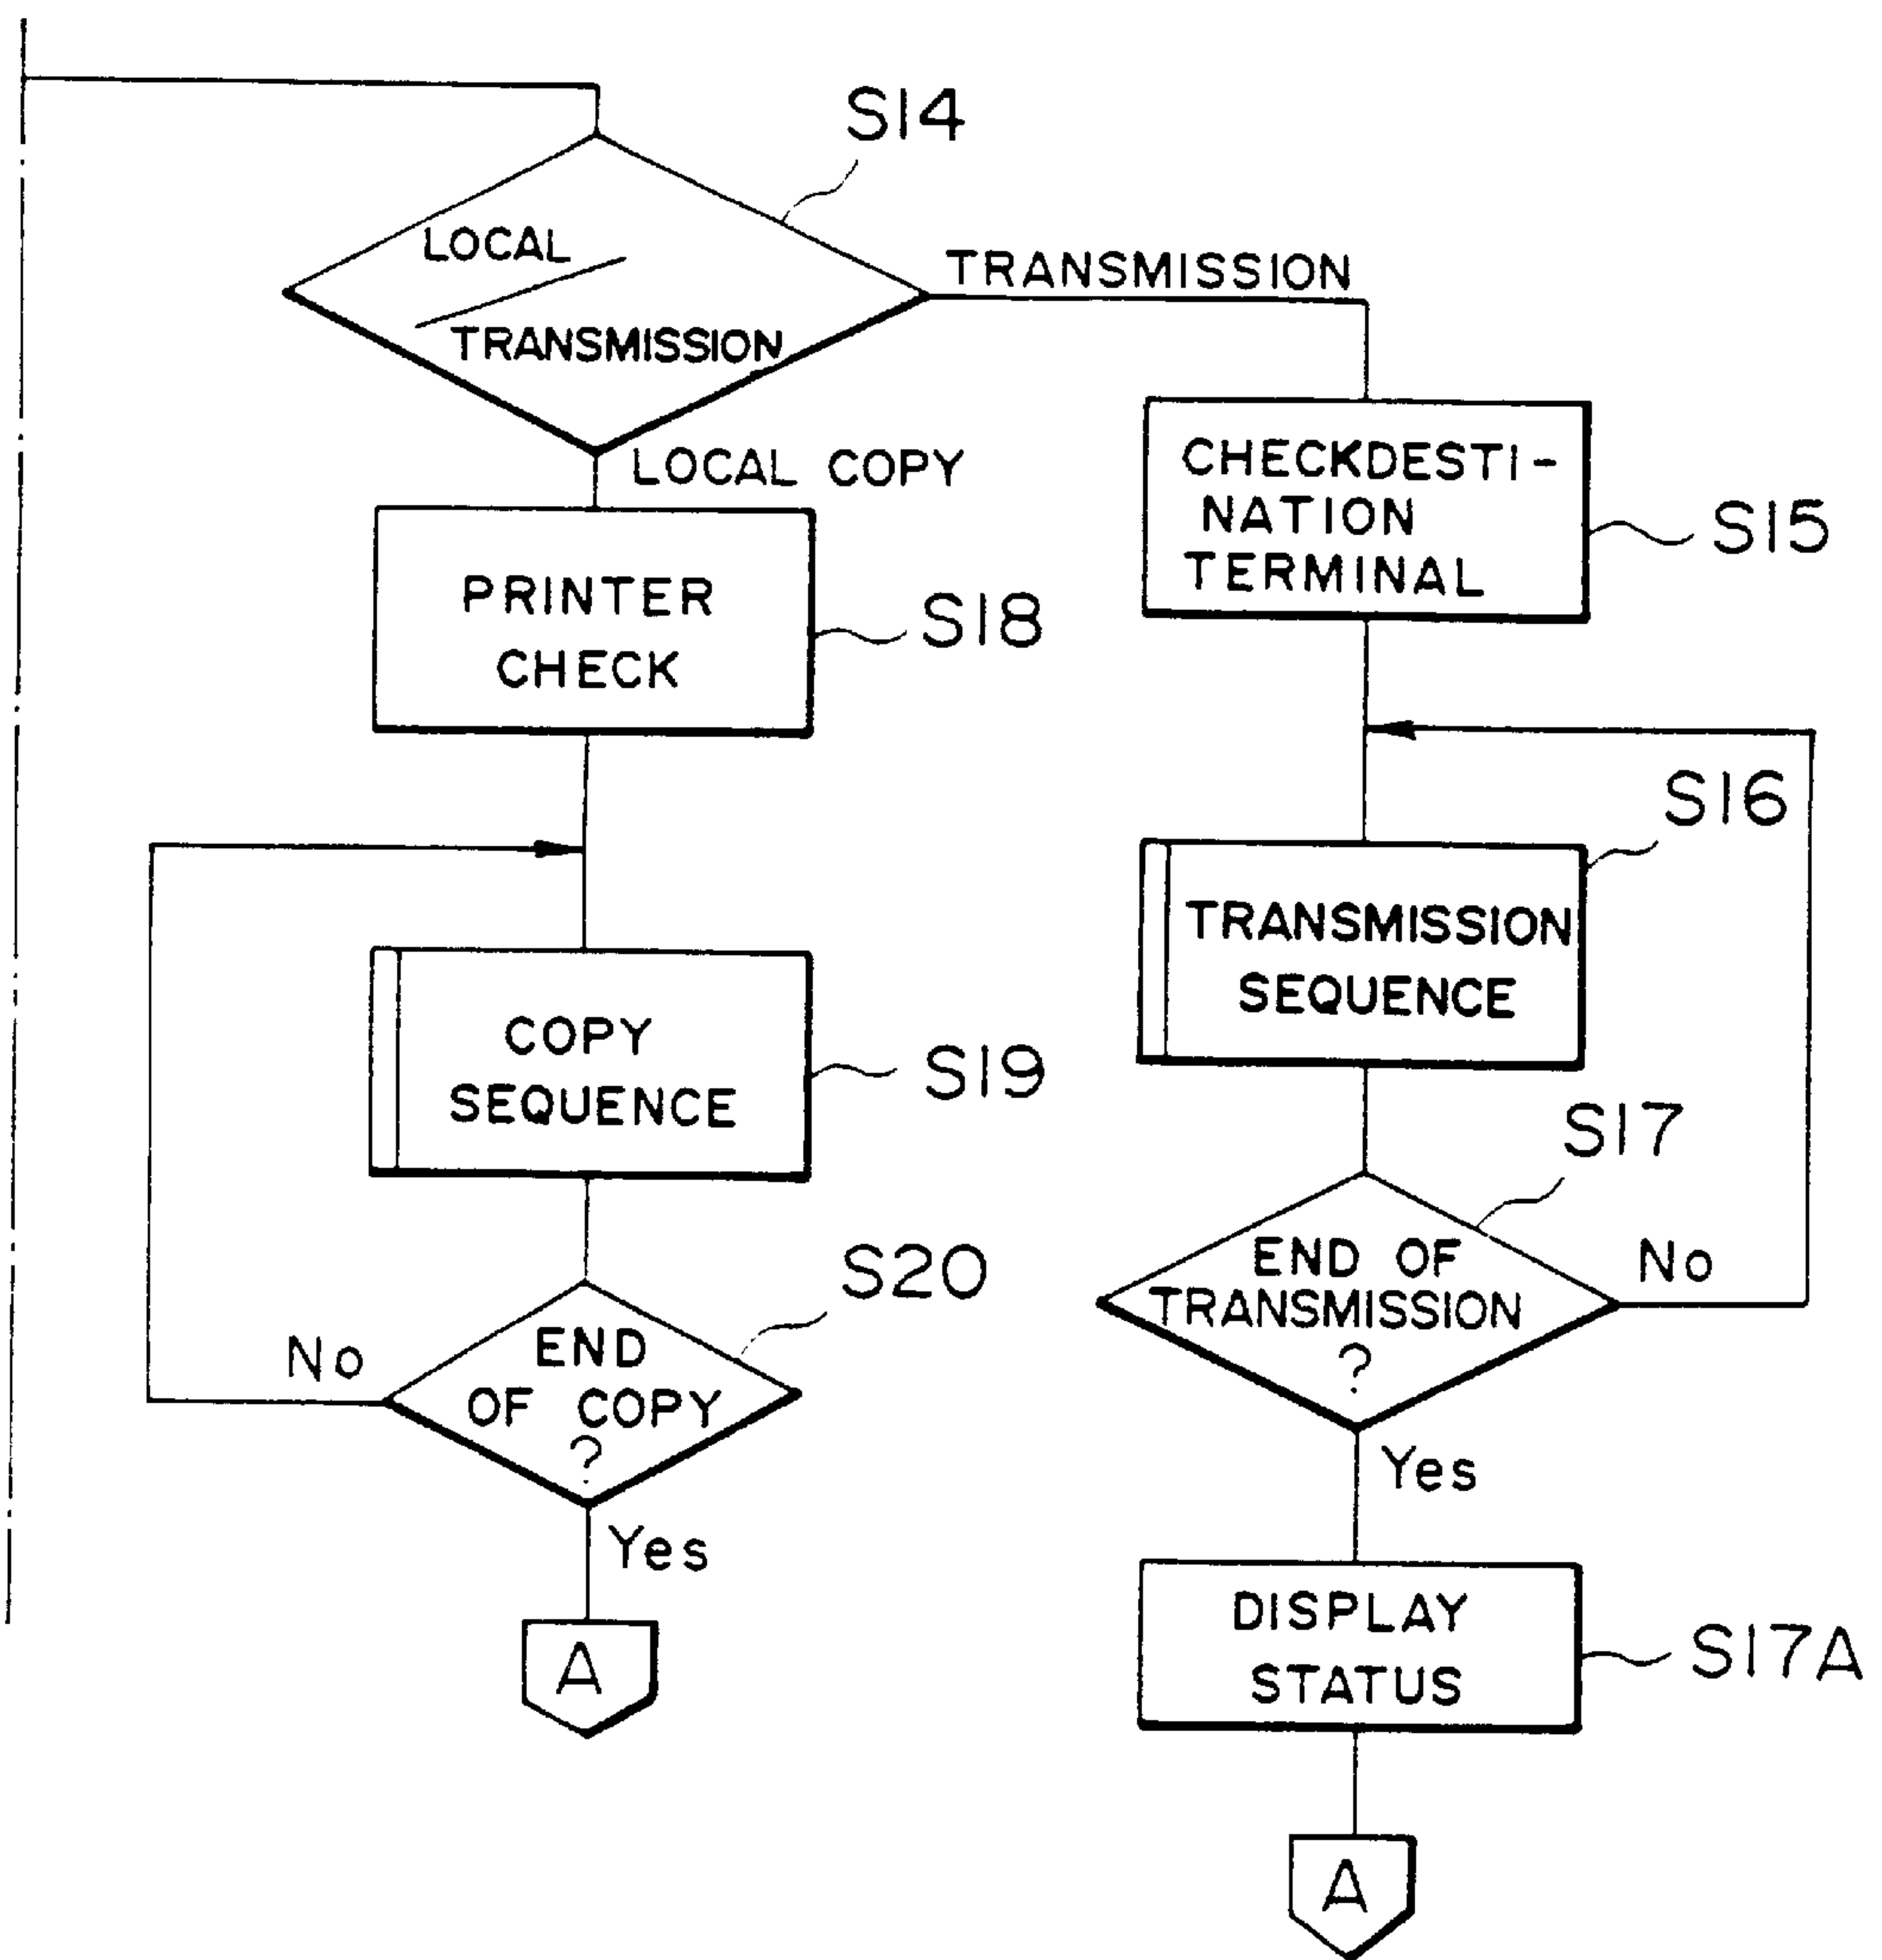 S14
LOCAL
TRANSMISSION
TRANSMISSION
LOCAL COPY
CHECKDESTI-
NATION
TERMINAL
S15
PRINTER
CHECK
S18
S16
TRANSMISSION
SEQUENCE
COPY
SEQUENCE
S19
S17
END OF
TRANSMISSION
?
No
S20
END
OF COPY
?
No
Yes
Yes
A
DISPLAY
STATUS
S17A
A